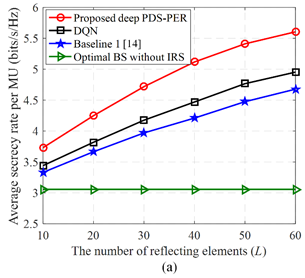 Proposed deep PDS-PER
DQN
Baseline 1 [14]
Optimal BS without IRS
Average secrecy rate per MU (bits/s/Hz)
6
5.5
5
4.5
4
3.5
3
2.5
10
20
30
40
50
60
The number of reflecting elements (L)
(a)